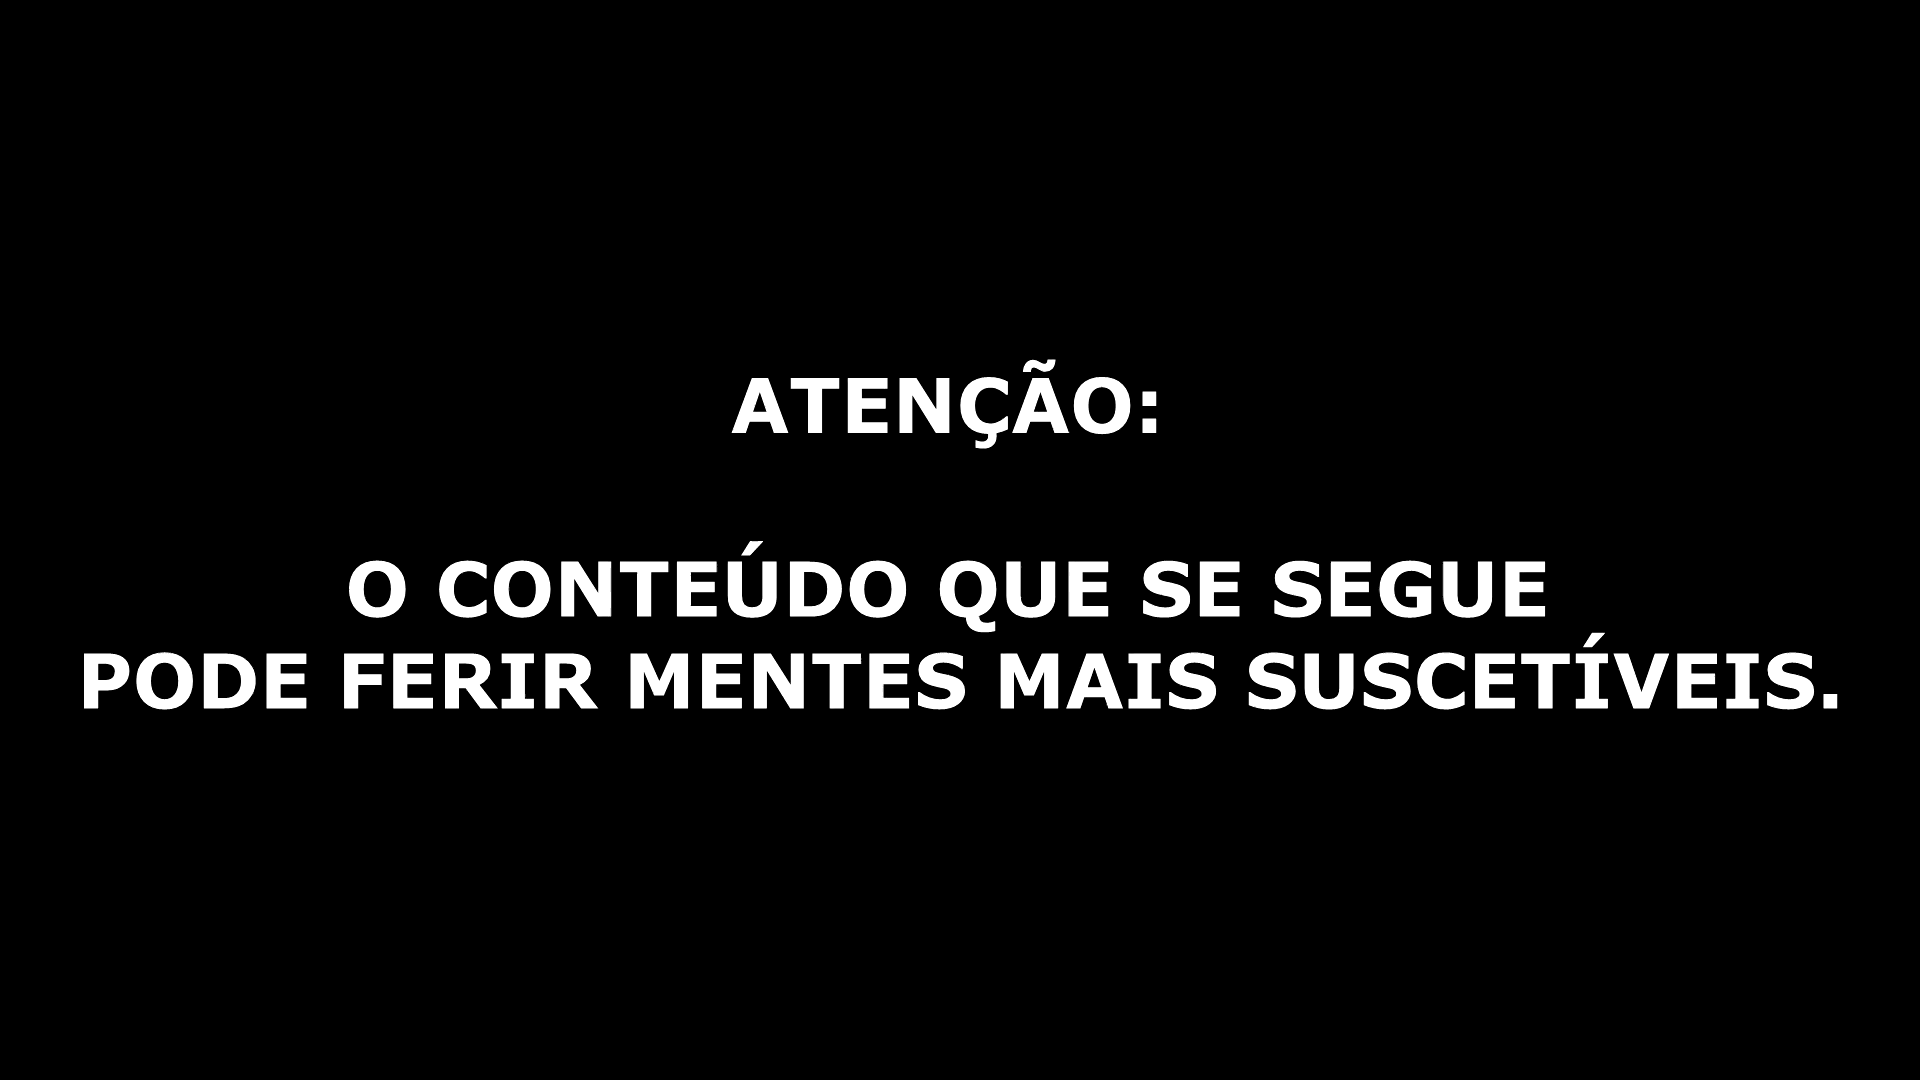 ATENÇÃO:
O CONTEÚDO QUE SE SEGUE
PODE FERIR MENTES MAIS SUSCETÍVEIS.